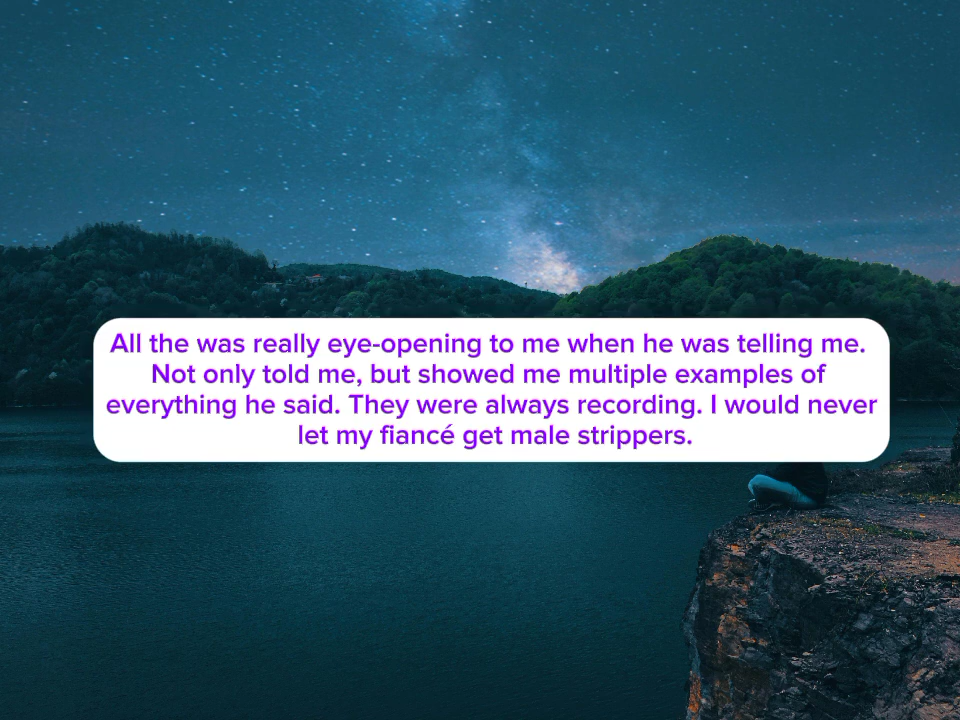 All the was really eye-opening to me when he was telling me.
Not only told me, but showed me multiple examples of
everything he said. They were always recording. I would never
let my fiancé get male strippers.